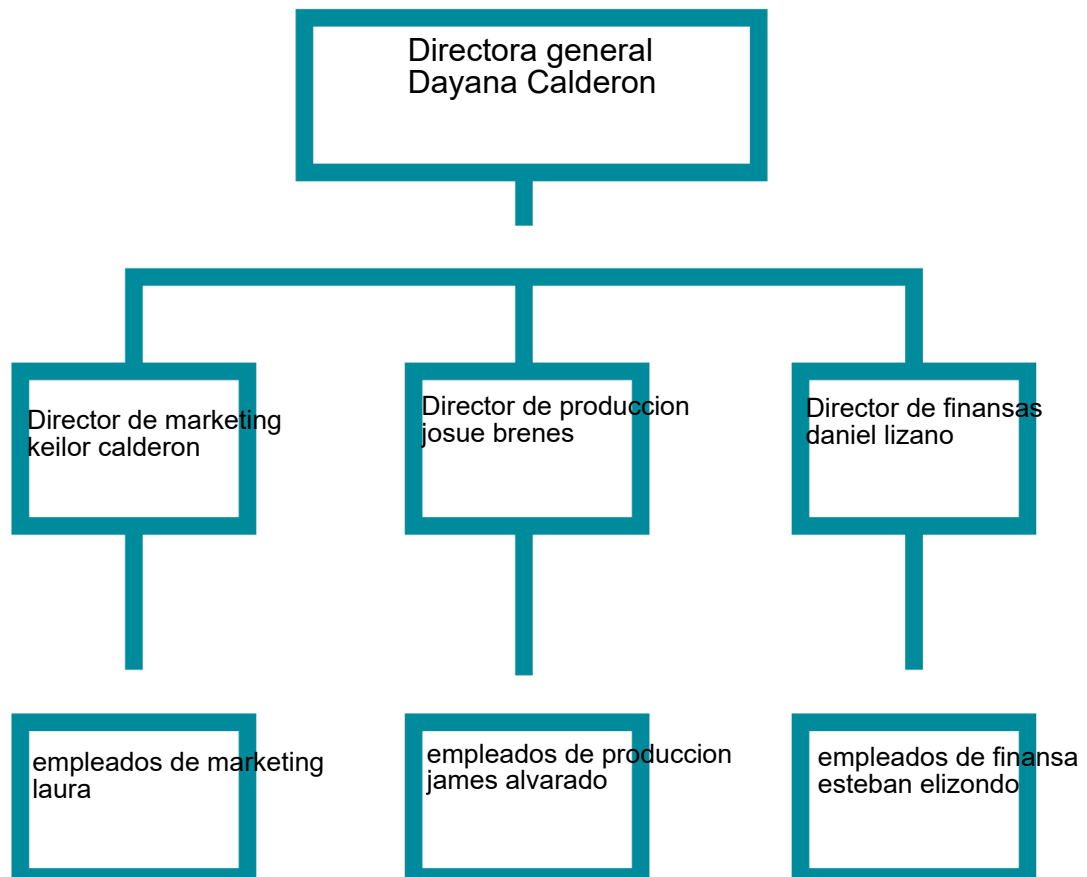 Directora general
Dayana Calderon
Director de marketing
keilor calderon
Director de produccion
josue brenes
Director de finansas
daniel lizano
empleados de marketing
laura
empleados de produccion
james alvarado
empleados de finansa
esteban elizondo